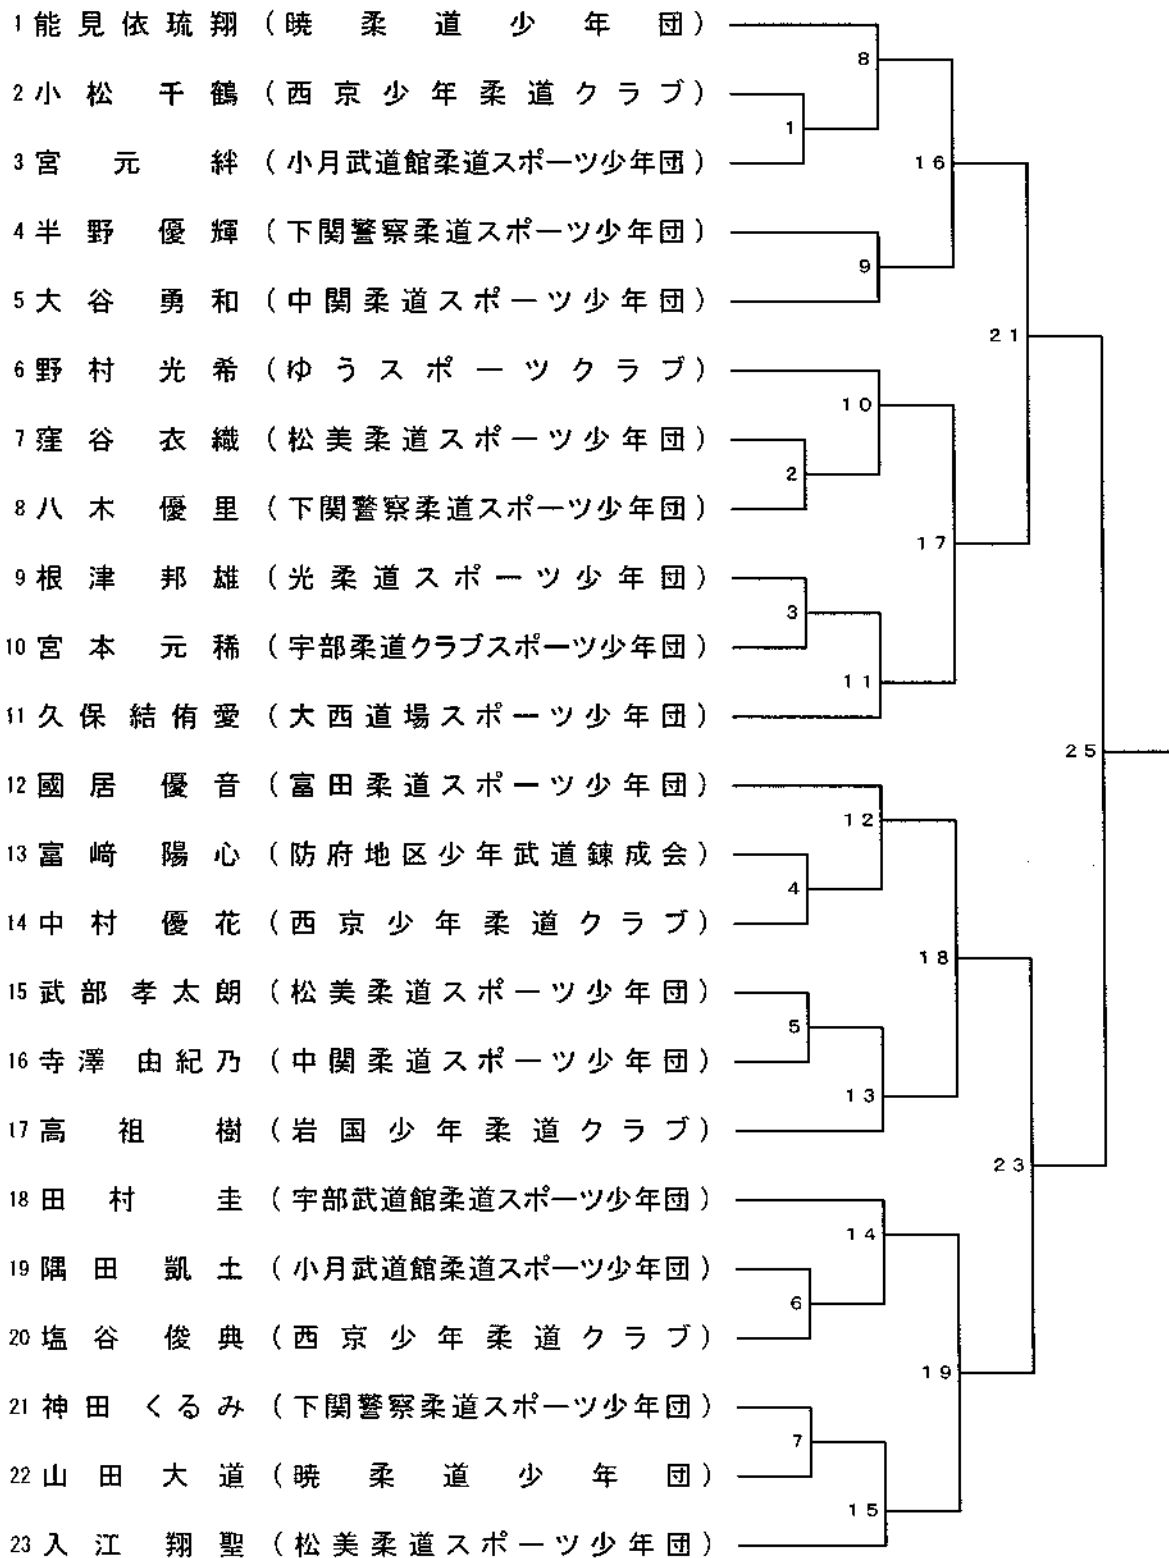 1 能見依琉翔 (暁柔道少年団)
8
2 小松千鶴 (西京少年柔道クラブ)
1
3 宮元絆 (小月武道館柔道スポーツ少年団)
16
4 半野優輝 (下関警察柔道スポーツ少年団)
9
5 大谷勇和 (中関柔道スポーツ少年団)
21
6 野村光希 (ゆうスポーツクラブ)
10
7 窪谷衣織 (松美柔道スポーツ少年団)
2
8 八木優里 (下関警察柔道スポーツ少年団)
17
9 根津邦雄 (光柔道スポーツ少年団)
3
10 宮本元稀 (宇部柔道クラブスポーツ少年団)
11
11 久保結侑愛 (大西道場スポーツ少年団)
25
12 國居優音 (富田柔道スポーツ少年団)
12
13 富﨑陽心 (防府地区少年武道錬成会)
4
14 中村優花 (西京少年柔道クラブ)
18
15 武部孝太朗 (松美柔道スポーツ少年団)
5
16 寺澤由紀乃 (中関柔道スポーツ少年団)
13
17 高祖樹 (岩国少年柔道クラブ)
23
18 田村圭 (宇部武道館柔道スポーツ少年団)
14
19 隅田凱土 (小月武道館柔道スポーツ少年団)
6
20 塩谷俊典 (西京少年柔道クラブ)
19
21 神田くるみ (下関警察柔道スポーツ少年団)
7
22 山田大道 (暁柔道少年団)
15
23 入江翔聖 (松美柔道スポーツ少年団)